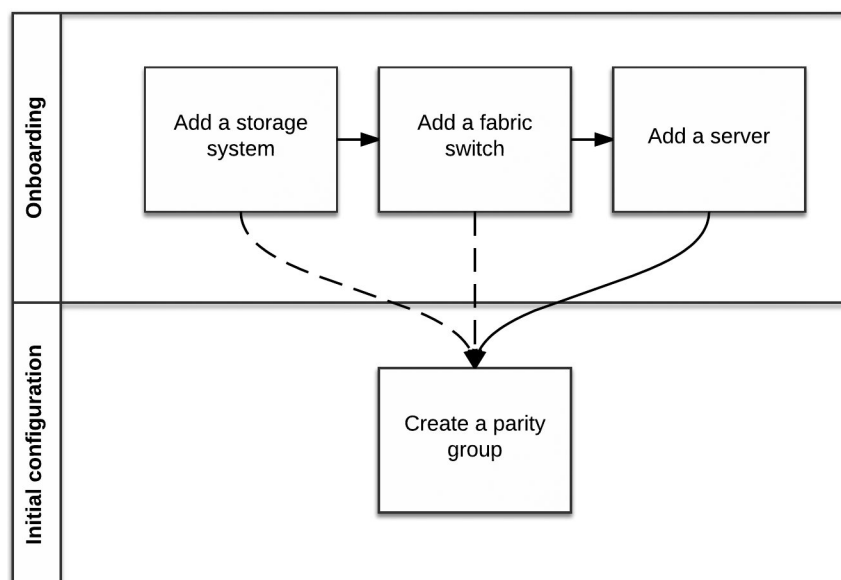 Onboarding
Add a storage
system
Add a fabric
switch
Add a server
Initial configuration
Create a parity
group